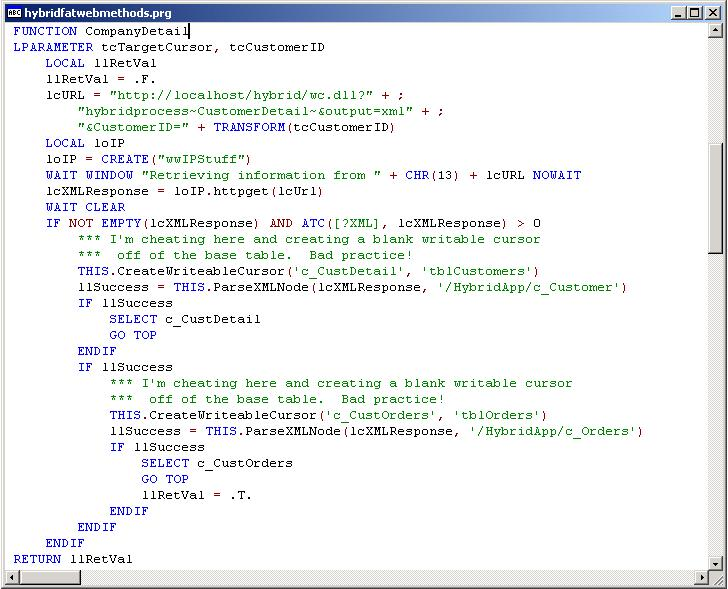 hybridfatwebmethods.prg
FUNCTION CompanyDetail
LPARAMETER tcTargetCursor, tcCustomerID
    LOCAL llRetVal
    llRetVal = .F.
    lcURL = "http://localhost/hybrid/wc.dll?" + ;
        "hybridprocess~CustomerDetail~&output=xml" + ;
        "&CustomerID=" + TRANSFORM(tcCustomerID)
    LOCAL loIP
    loIP = CREATE("wwIPStuff")
    WAIT WINDOW "Retrieving information from " + CHR(13) + lcURL NOWAIT
    lcXMLResponse = loIP.httpget(lcUrl)
    WAIT CLEAR
    IF NOT EMPTY(lcXMLResponse) AND ATC([?XML], lcXMLResponse) > 0
        *** I'm cheating here and creating a blank writable cursor
        ***  off of the base table.  Bad practice!
        THIS.CreateWriteableCursor('c_CustDetail', 'tblCustomers')
        llSuccess = THIS.ParseXMLNode(lcXMLResponse, '/HybridApp/c_Customer')
        IF llSuccess
            SELECT c_CustDetail
            GO TOP
        ENDIF
        IF llSuccess
            *** I'm cheating here and creating a blank writable cursor
            ***  off of the base table.  Bad practice!
            THIS.CreateWriteableCursor('c_CustOrders', 'tblOrders')
            llSuccess = THIS.ParseXMLNode(lcXMLResponse, '/HybridApp/c_Orders')
            IF llSuccess
                SELECT c_CustOrders
                GO TOP
                llRetVal = .T.
            ENDIF
        ENDIF
    ENDIF
RETURN llRetVal